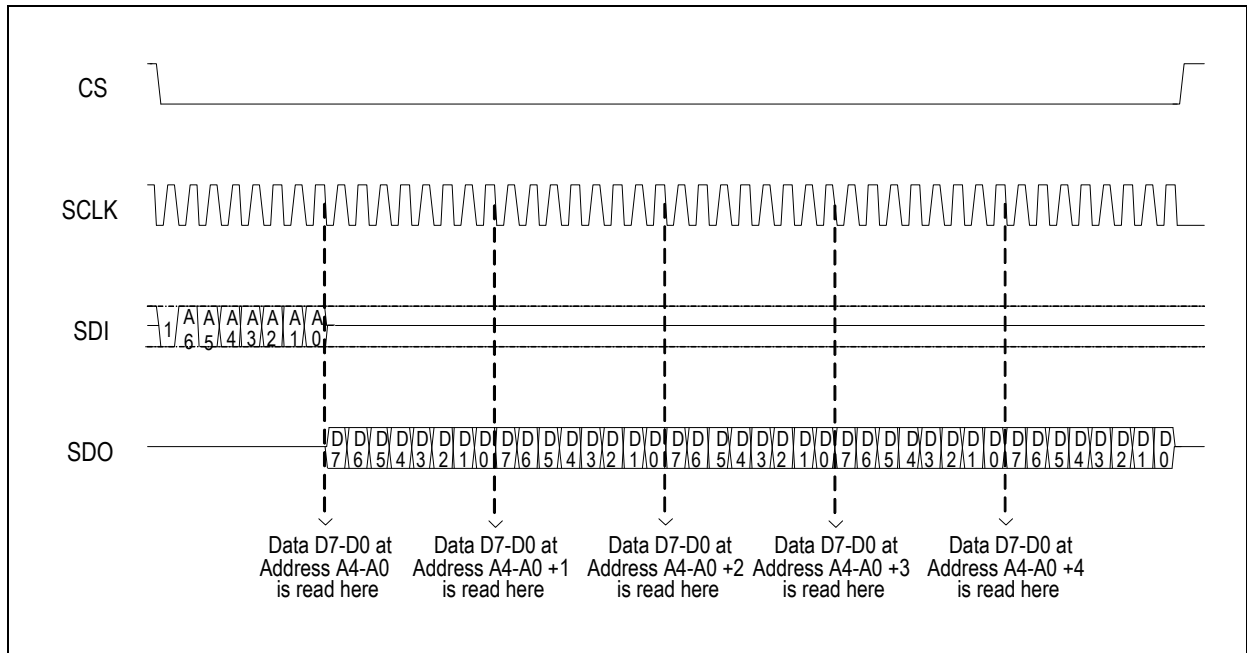 CS
SCLK
SDI
1 A6 A5 A4 A3 A2 A1 A0
SDO
D7 D6 D5 D4 D3 D2 D1 D0 D7 D6 D5 D4 D3 D2 D1 D0 D7 D6 D5 D4 D3 D2 D1 D0 D7 D6 D5 D4 D3 D2 D1 D0 D7 D6 D5 D4 D3 D2 D1 D0
Data D7-D0 at
Address A4-A0
is read here
Data D7-D0 at
Address A4-A0 +1
is read here
Data D7-D0 at
Address A4-A0 +2
is read here
Data D7-D0 at
Address A4-A0 +3
is read here
Data D7-D0 at
Address A4-A0 +4
is read here